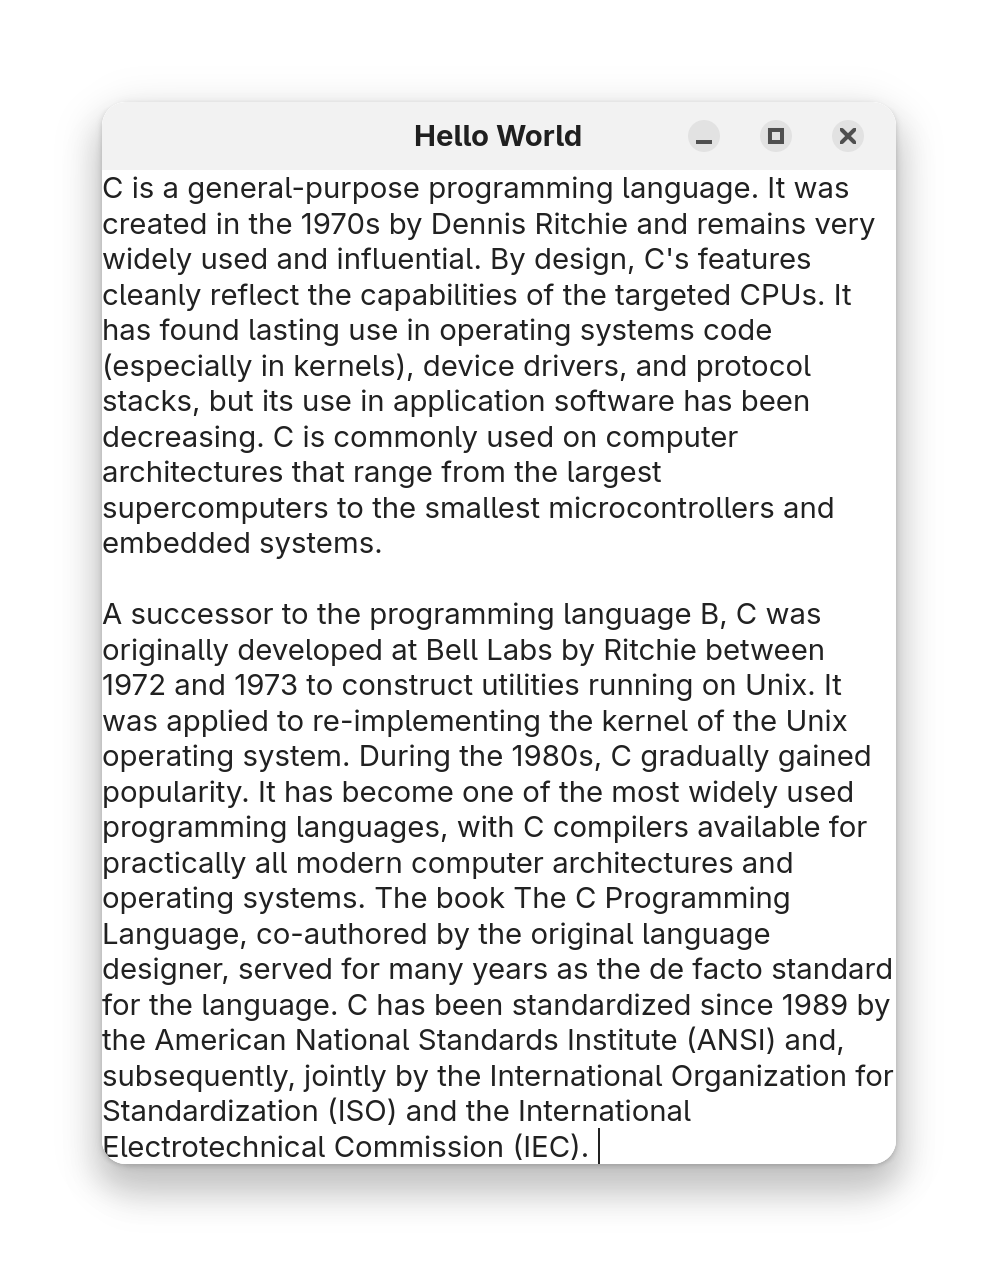 Hello World
C is a general-purpose programming language. It was
created in the 1970s by Dennis Ritchie and remains very
widely used and influential. By design, C's features
cleanly reflect the capabilities of the targeted CPUs. It
has found lasting use in operating systems code
(especially in kernels), device drivers, and protocol
stacks, but its use in application software has been
decreasing. C is commonly used on computer
architectures that range from the largest
supercomputers to the smallest microcontrollers and
embedded systems.
A successor to the programming language B, C was
originally developed at Bell Labs by Ritchie between
1972 and 1973 to construct utilities running on Unix. It
was applied to re-implementing the kernel of the Unix
operating system. During the 1980s, C gradually gained
popularity. It has become one of the most widely used
programming languages, with C compilers available for
practically all modern computer architectures and
operating systems. The book The C Programming
Language, co-authored by the original language
designer, served for many years as the de facto standard
for the language. C has been standardized since 1989 by
the American National Standards Institute (ANSI) and,
subsequently, jointly by the International Organization for
Standardization (ISO) and the International
Electrotechnical Commission (IEC).